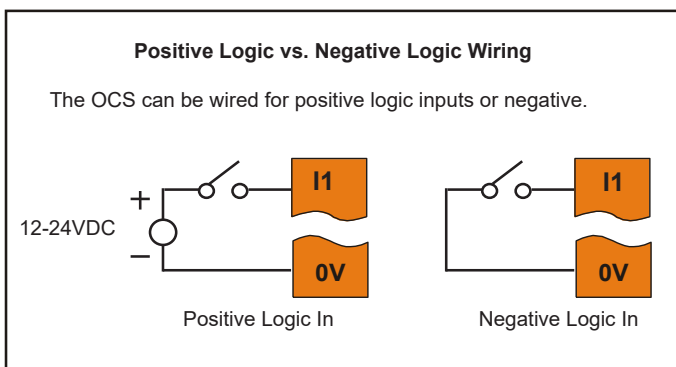 Positive Logic vs. Negative Logic Wiring
The OCS can be wired for positive logic inputs or negative.
I1
I1
+
12-24VDC
–
0V
0V
Positive Logic In
Negative Logic In